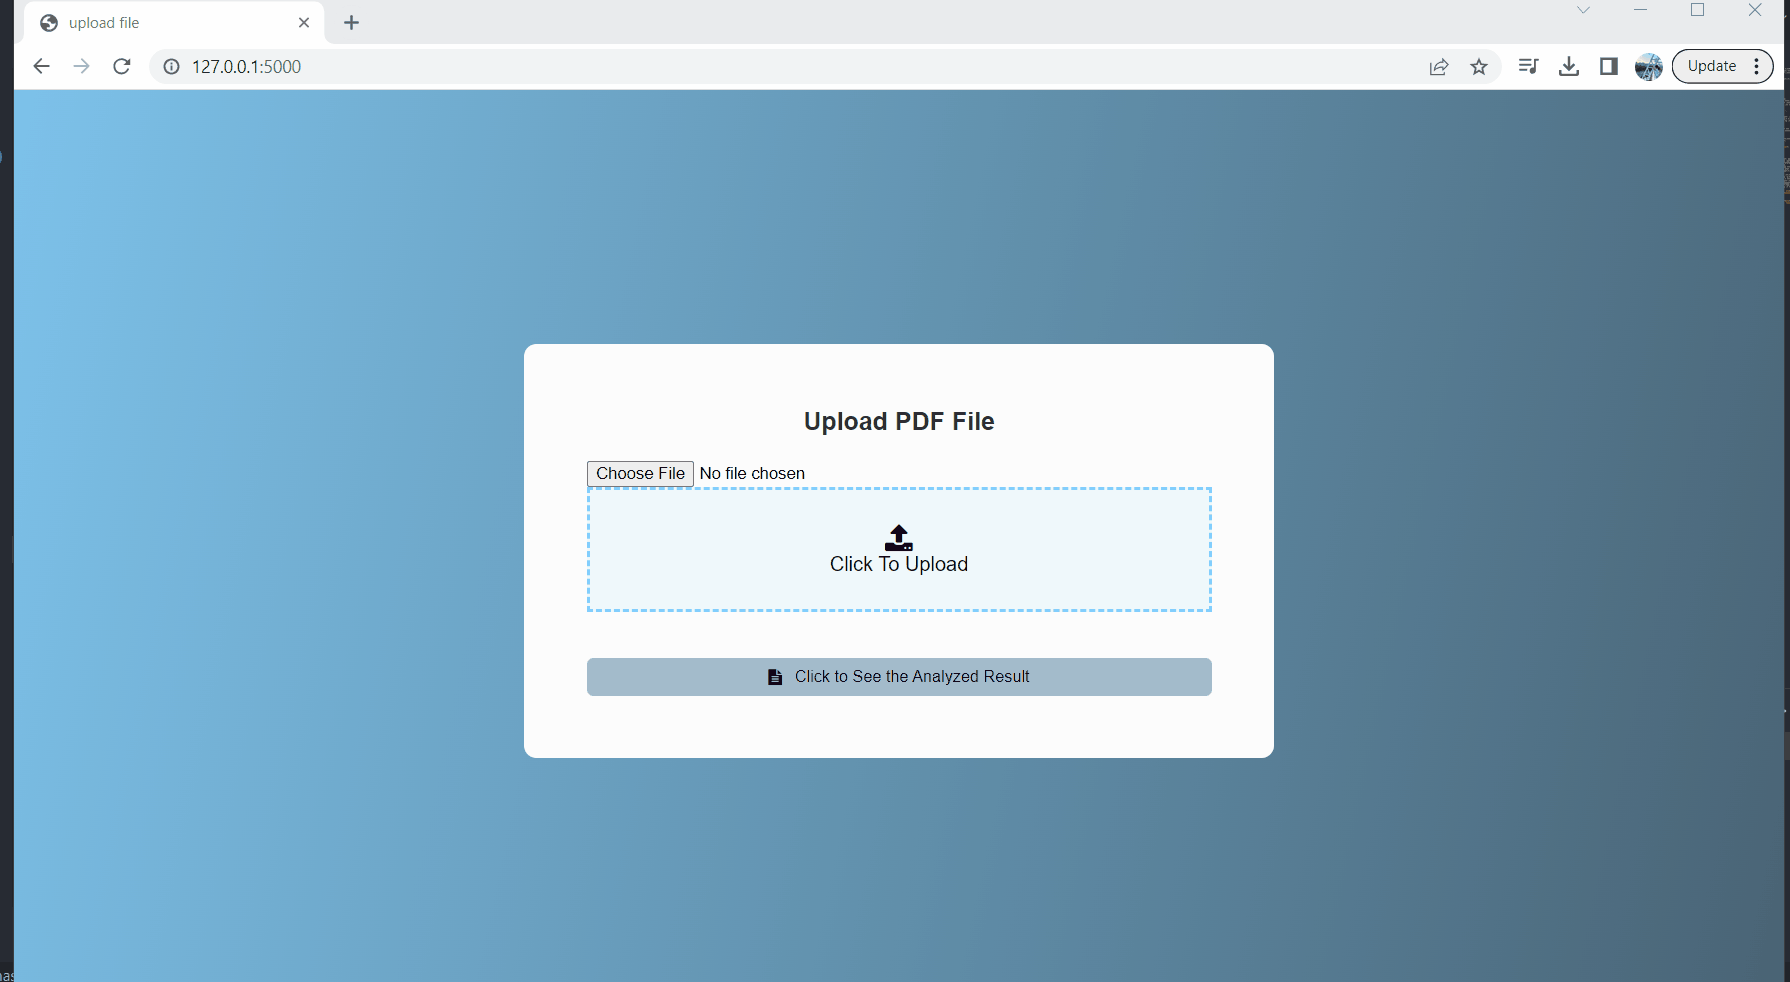 upload file
127.0.0.1:5000
Update
Upload PDF File
Choose File No file chosen
Click To Upload
Click to See the Analyzed Result